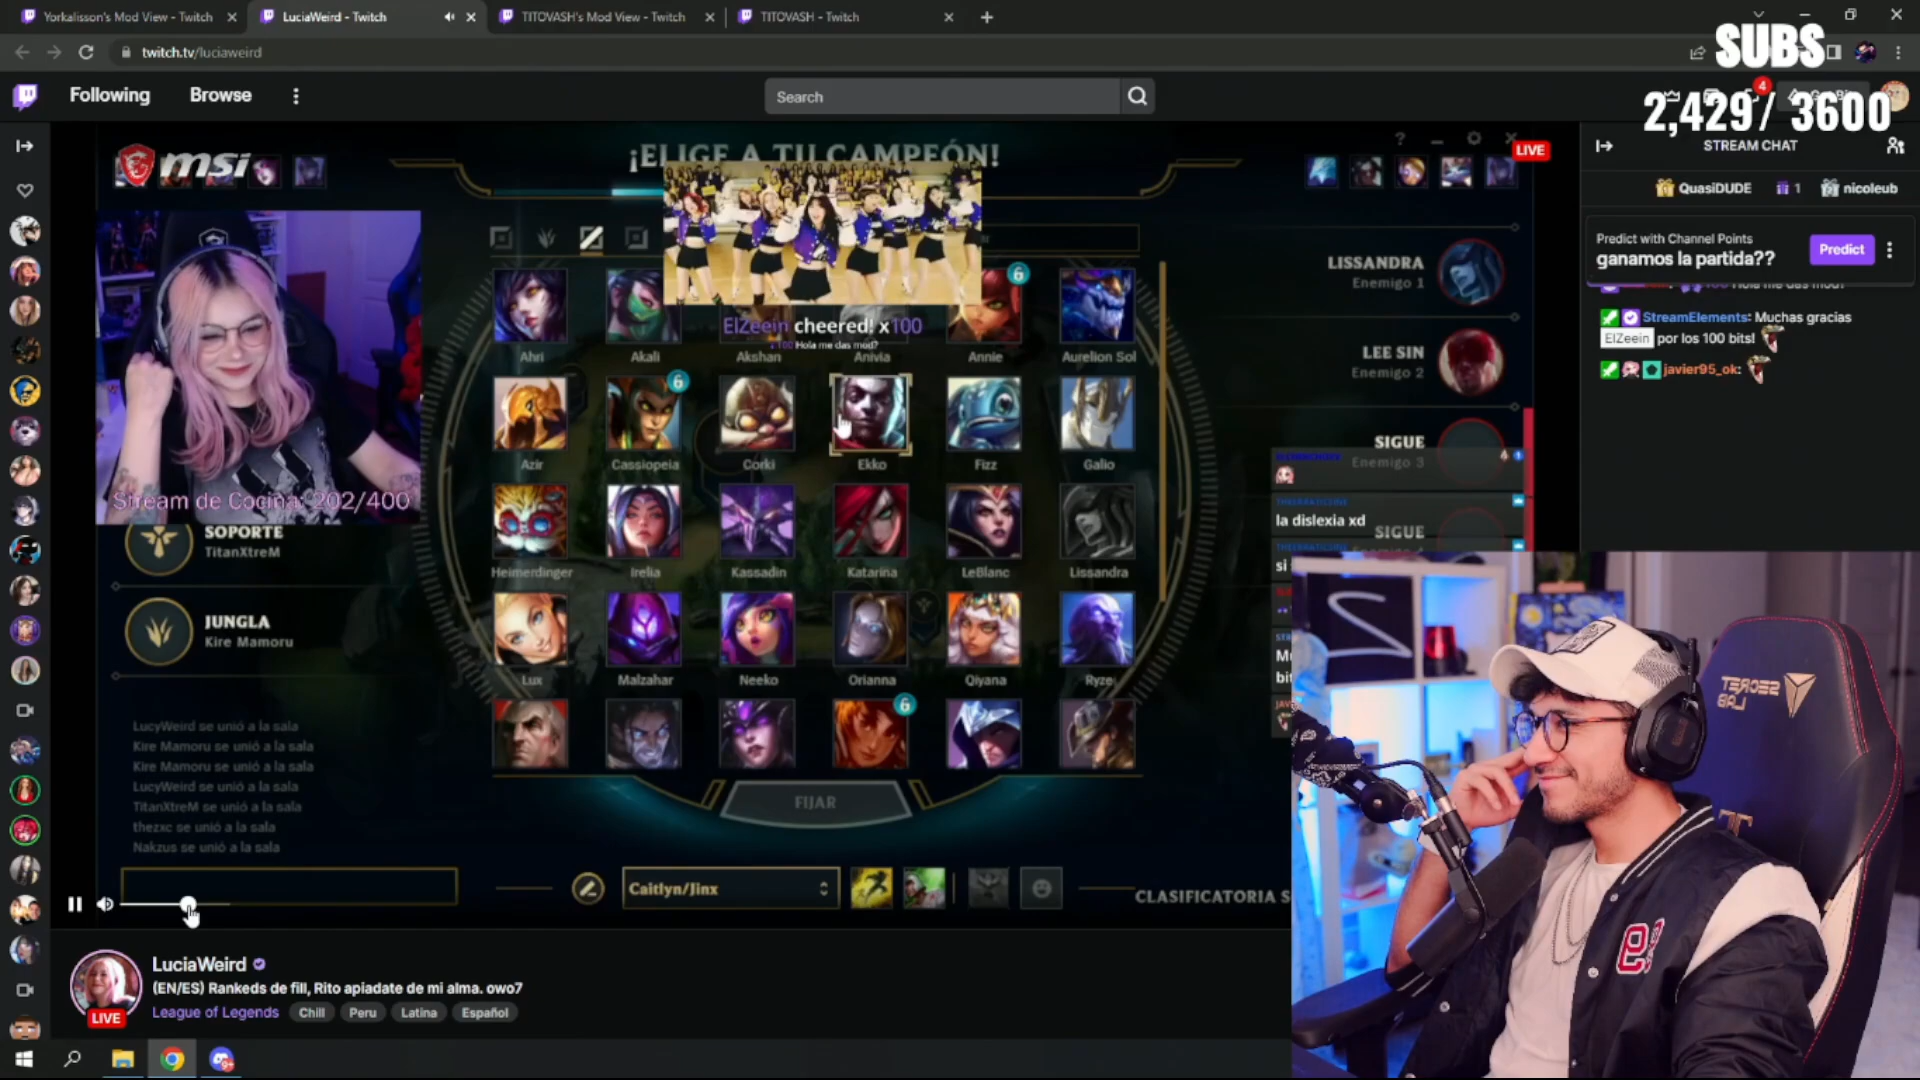 Yorkalisson's Mod View - Twitch
LuciaWeird - Twitch
TITOVASH's Mod View - Twitch
TITOVASH - Twitch
twitch.tv/luciaweird
SUBS
2,429/ 3600
Following
Browse
Search
4
msi
¡ELIGE A TU CAMPEÓN!
LIVE
STREAM CHAT
QuasiDUDE
1
nicoleub
Predict with Channel Points
ganamos la partida??
Predict
StreamElements: Muchas gracias
ElZeein por los 100 bits!
javier95_ok:
ElZeein cheered! x100
100 Hola me das mod?
Ahri
Akali
Akshan
Anivia
Annie
Aurelion Sol
6
Azir
Cassiopeia
Corki
Ekko
Fizz
Galio
6
Heimerdinger
Irelia
Kassadin
Katarina
LeBlanc
Lissandra
Lux
Malzahar
Neeko
Orianna
Qiyana
Ryze
6
LISSANDRA
Enemigo 1
LEE SIN
Enemigo 2
SIGUE
Enemigo 3
SIGUE
la dislexia xd
si
Stream de Cocina: 202/400
SOPORTE
TitanXtreM
JUNGLA
Kire Mamoru
LucyWeird se unió a la sala
Kire Mamoru se unió a la sala
Kire Mamoru se unió a la sala
LucyWeird se unió a la sala
TitanXtreM se unió a la sala
thezxc se unió a la sala
Nakzus se unió a la sala
FIJAR
Caitlyn/Jinx
CLASIFICATORIA S
SECRET
LAB
LuciaWeird
(EN/ES) Rankeds de fill, Rito apiadate de mi alma. owo7
League of Legends
Chill
Peru
Latina
Español
LIVE